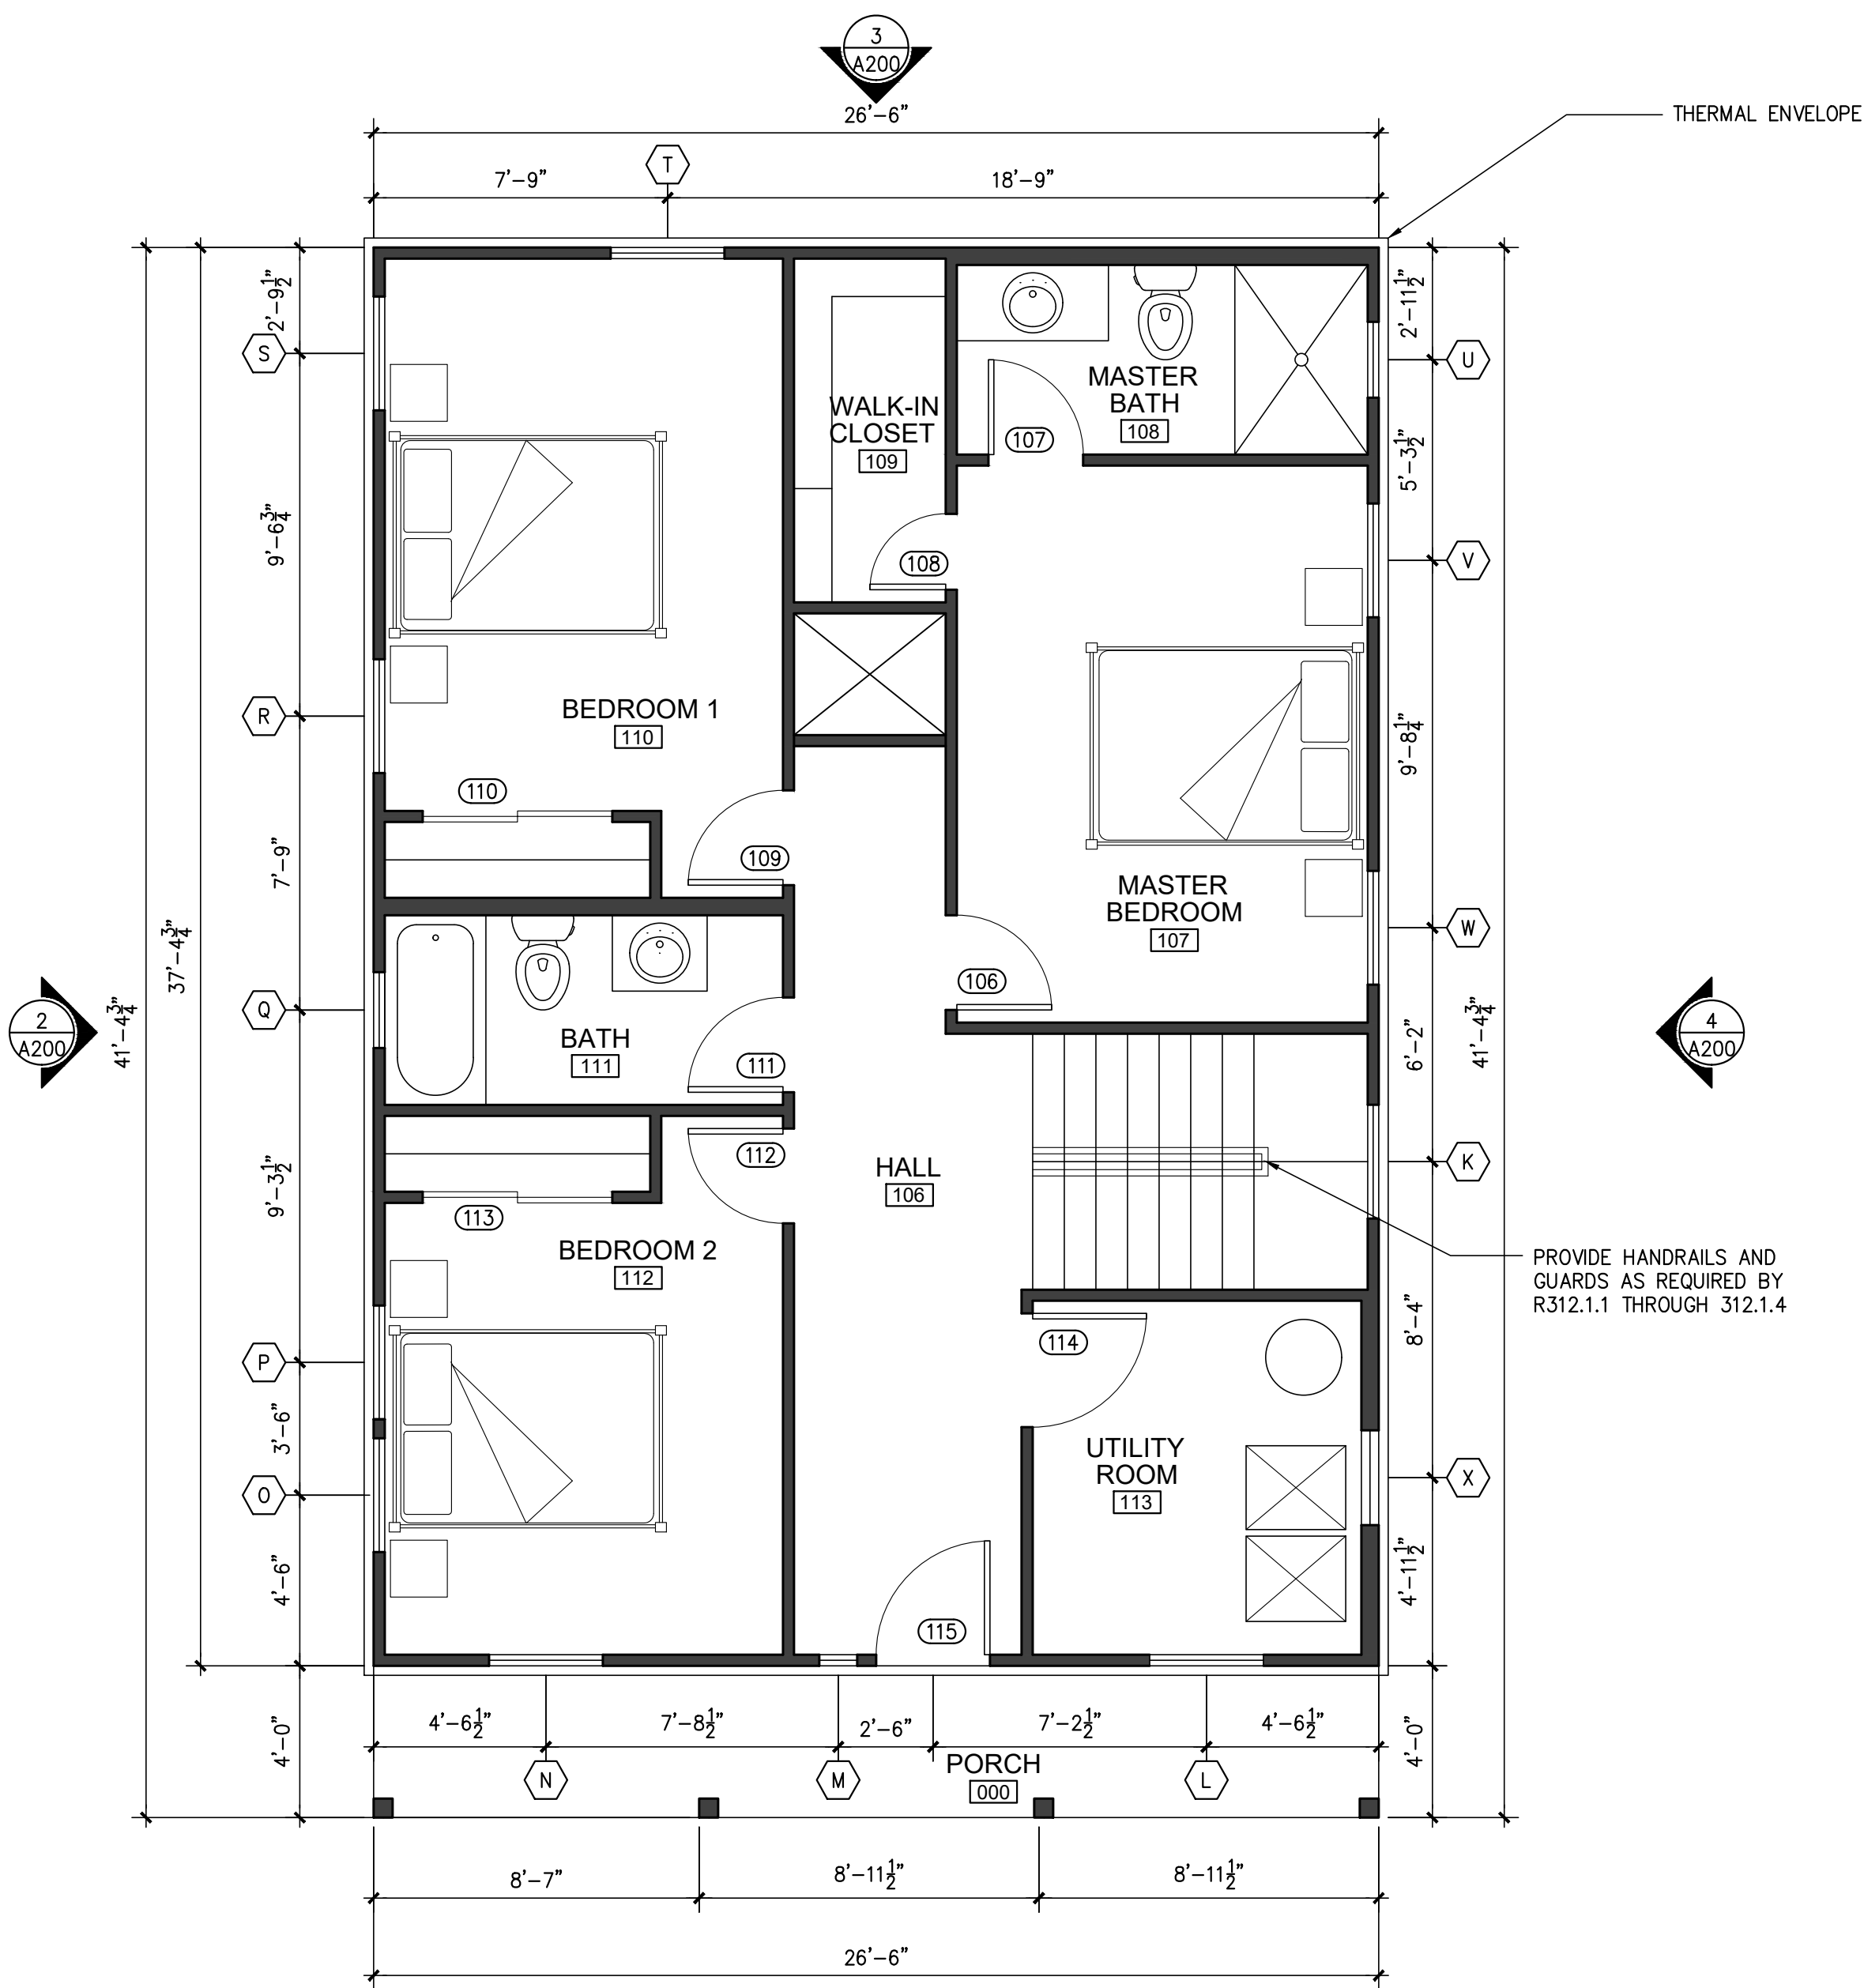 3
A200
26'-6"
THERMAL ENVELOPE
T
7'-9"
18'-9"
2'-9½"
2'-11½"
S
U
MASTER
BATH
108
WALK-IN
CLOSET
109
107
5'-3½"
9'-6¾"
108
V
BEDROOM 1
110
R
9'-8¼"
110
7'-9"
109
MASTER
BEDROOM
107
W
37'-4¾"
106
Q
2
A200
41'-4¾"
BATH
111
111
6'-2"
41'-4¾"
4
A200
112
HALL
106
K
9'-3½"
113
BEDROOM 2
112
PROVIDE HANDRAILS AND
GUARDS AS REQUIRED BY
R312.1.1 THROUGH 312.1.4
8'-4"
114
P
3'-6"
UTILITY
ROOM
113
X
O
4'-6"
4'-11½"
115
4'-6½"
7'-8½"
2'-6"
7'-2½"
4'-6½"
4'-0"
4'-0"
PORCH
000
N
M
L
8'-7"
8'-11½"
8'-11½"
26'-6"